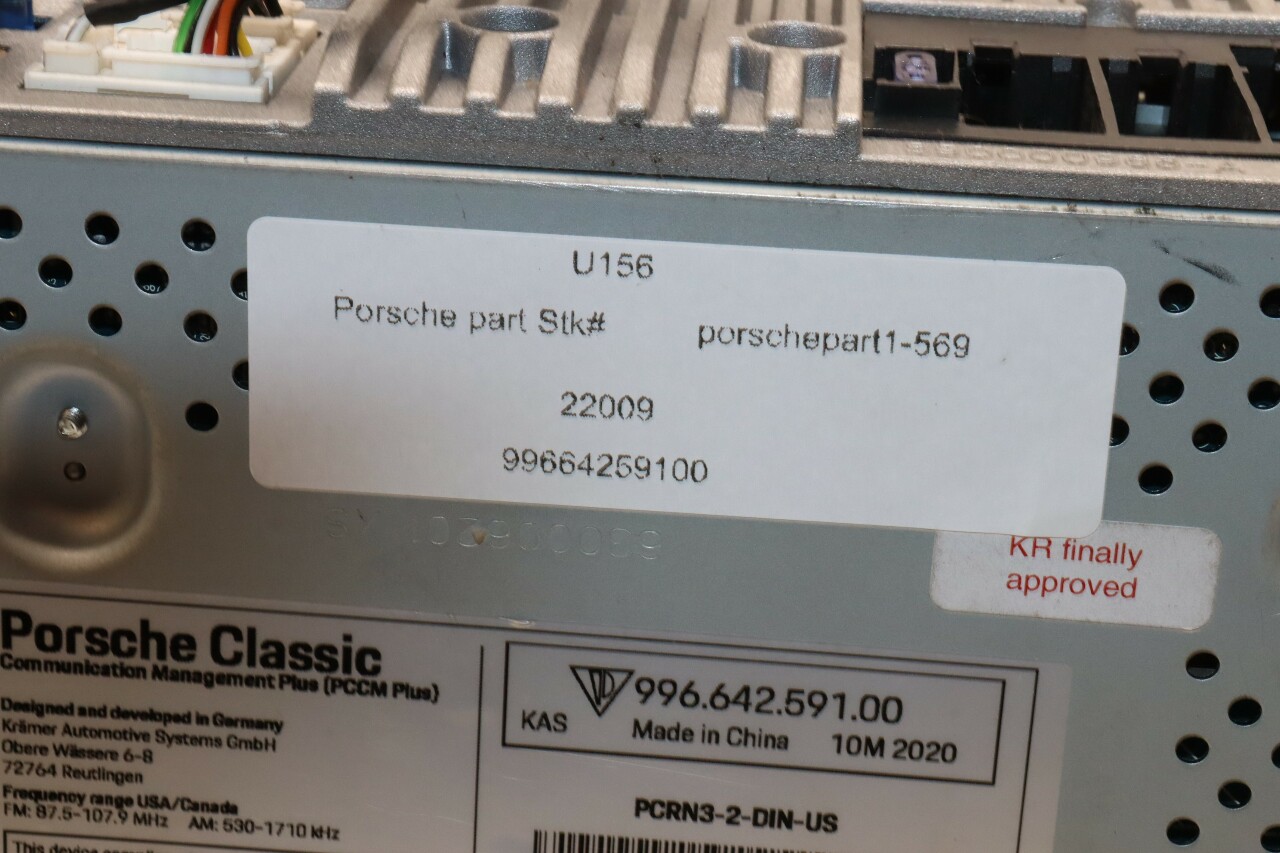 U156
Porsche part Stk# porschepart1-569
22009
99664259100
KR finally
approved
Porsche Classic
Communication Management Plus (PCCM Plus)
Designed and developed in Germany
Krämer Automotive Systems GmbH
Obere Wässere 6-8
72764 Reutlingen
Frequency range USA/Canada
FM: 87.5-107.9 MHz AM: 530-1710 kHz
996.642.591.00
KAS Made in China 10M 2020
PCRN3-2-DIN-US